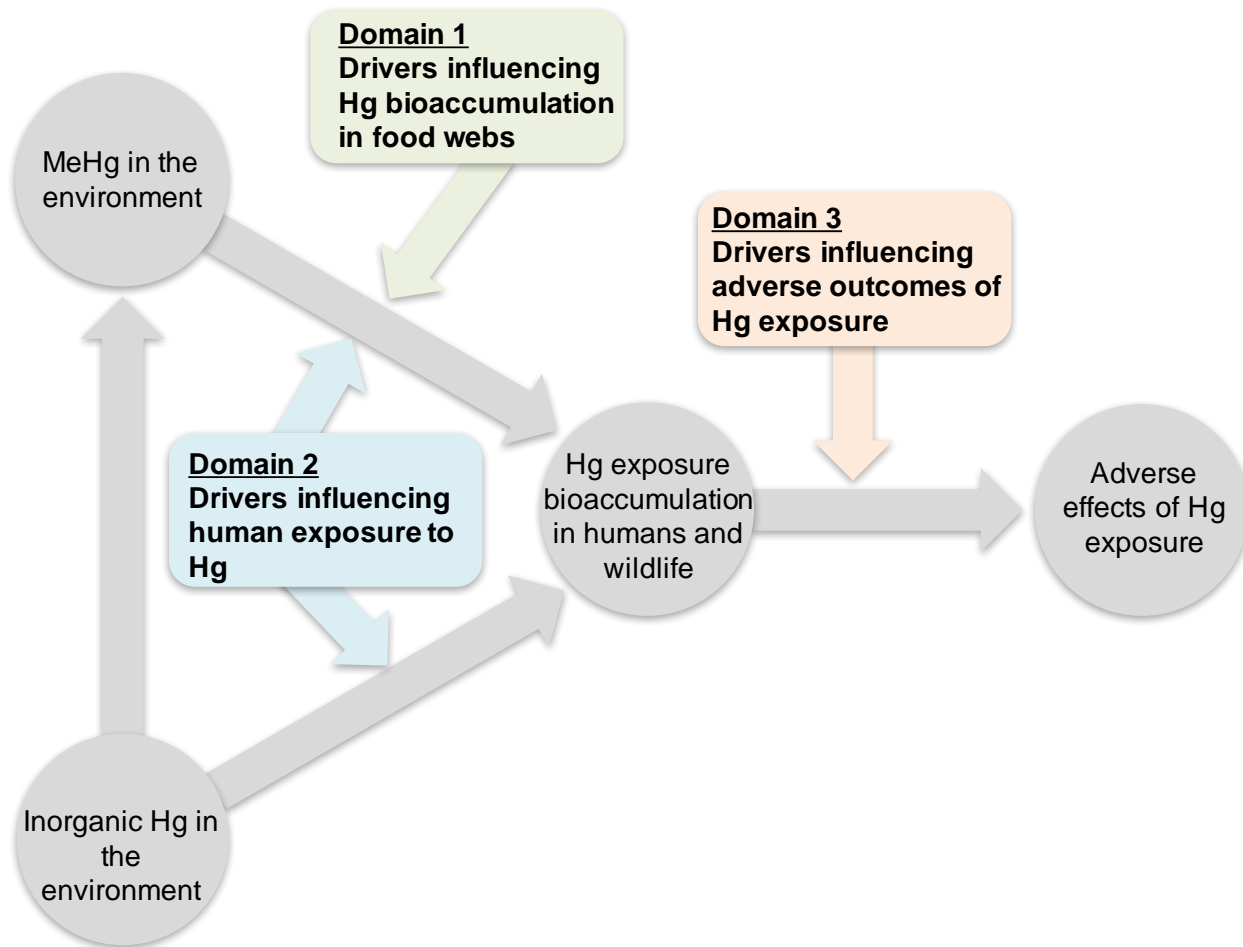 Domain 1
Drivers influencing
Hg bioaccumulation
in food webs
MeHg in the
environment
Domain 3
Drivers influencing
adverse outcomes of
Hg exposure
Domain 2
Drivers influencing
human exposure to
Hg
Hg exposure
bioaccumulation
in humans and
wildlife
Adverse
effects of Hg
exposure
Inorganic Hg in
the
environment